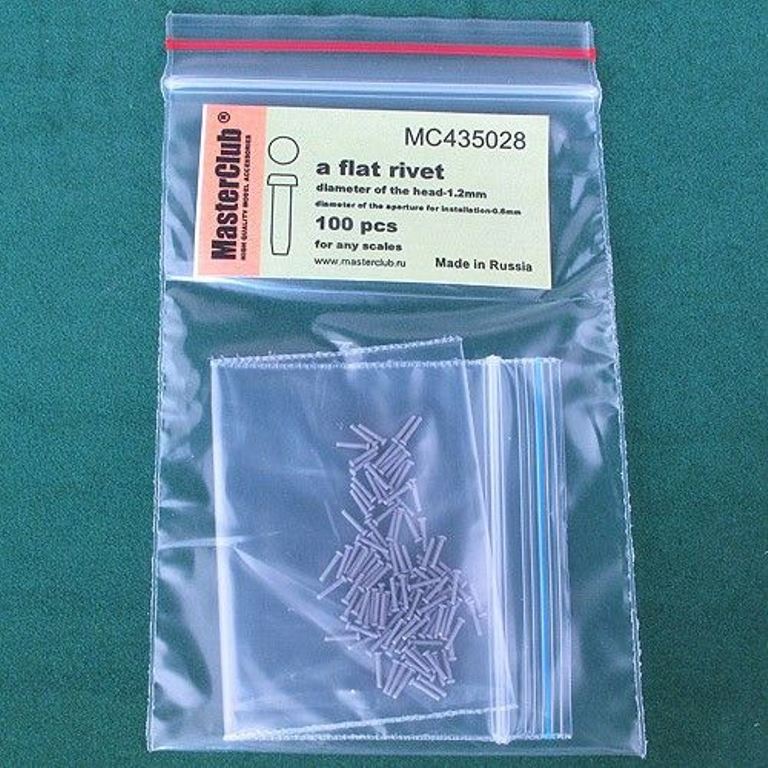 MasterClub®
HIGH QUALITY MODEL ACCESSORIES
MC435028
a flat rivet
diameter of the head-1.2mm
diameter of the aperture for installation-0.8mm
100 pcs
for any scales
www.masterclub.ru
Made in Russia